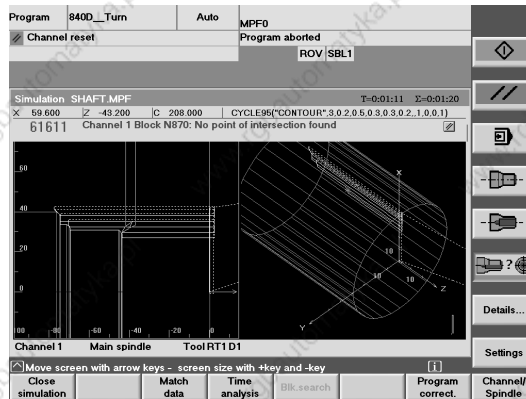 Program 840D__Turn Auto MPF0
Channel reset Program aborted
ROV SBL1
Simulation SHAFT.MPF T=0:01:11 Σ=0:01:20
X 59.600 Z -43.200 C 208.000 CYCLE95("CONTOUR",3,0.2,0.5,0.3,0.3,0.2,,1,0,0,1)
61611 Channel 1 Block N870: No point of intersection found
60
40
20
0
-80 -60 -40 -20
X
10
10
10
Z
Y
Channel 1 Main spindle Tool RT1 D1
Details...
Settings
Move screen with arrow keys - screen size with +key and -key
Close simulation
Match data
Time analysis
Blk.search
Program correct.
Channel/ Spindle